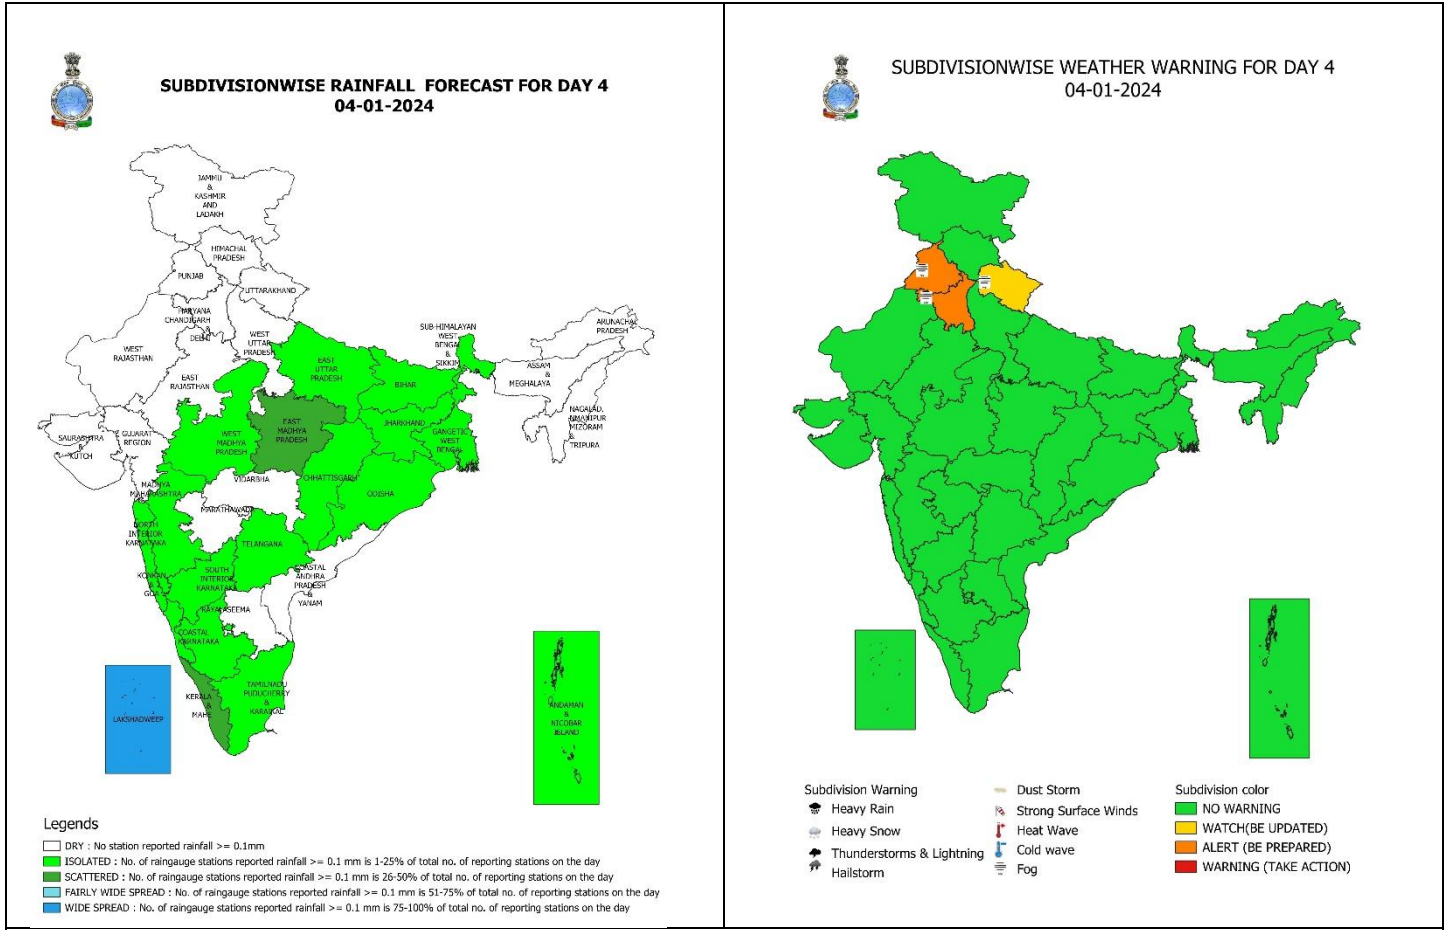 SUBDIVISIONWISE RAINFALL FORECAST FOR DAY 4
04-01-2024
JAMMU
&
KASHMIR
AND
LADAKH
HIMACHAL
PRADESH
PUNJAB
UTTARAKHAND
HARYANA
CHANDIGARH
&
DELHI
WEST
UTTAR
PRADESH
WEST
RAJASTHAN
EAST
RAJASTHAN
EAST
UTTAR
PRADESH
BIHAR
SUB-HIMALAYAN
WEST
BENGAL
&
SIKKIM
ARUNACHAL
PRADESH
ASSAM
&
MEGHALAYA
NAGALAD,
MANIPUR
MIZORAM
&
TRIPURA
SAURASHTRA
&
KUTCH
GUJARAT
REGION
WEST
MADHYA
PRADESH
EAST
MADHYA
PRADESH
JHARKHAND
GANGETIC
WEST
BENGAL
CHHATTISGARH
ODISHA
VIDARBHA
MADHYA
MAHARASHTRA
MARATHAWADA
NORTH
INTERIOR
KARNATAKA
TELANGANA
KONKAN
&
GOA
SOUTH
INTERIOR
KARNATAKA
COASTAL
ANDHRA
PRADESH
&
YANAM
RAYALASEEMA
COASTAL
KARNATAKA
KERALA
&
MAHE
TAMILNADU
PUDUCHERRY
&
KARAIKAL
LAKSHADWEEP
ANDAMAN
&
NICOBAR
ISLAND
Legends
DRY : No station reported rainfall >= 0.1mm
ISOLATED : No. of raingauge stations reported rainfall >= 0.1 mm is 1-25% of total no. of reporting stations on the day
SCATTERED : No. of raingauge stations reported rainfall >= 0.1 mm is 26-50% of total no. of reporting stations on the day
FAIRLY WIDE SPREAD : No. of raingauge stations reported rainfall >= 0.1 mm is 51-75% of total no. of reporting stations on the day
WIDE SPREAD : No. of raingauge stations reported rainfall >= 0.1 mm is 75-100% of total no. of reporting stations on the day
SUBDIVISIONWISE WEATHER WARNING FOR DAY 4
04-01-2024
Subdivision Warning
Heavy Rain
Heavy Snow
Thunderstorms & Lightning
Hailstorm
Dust Storm
Strong Surface Winds
Heat Wave
Cold wave
Fog
Subdivision color
NO WARNING
WATCH(BE UPDATED)
ALERT (BE PREPARED)
WARNING (TAKE ACTION)